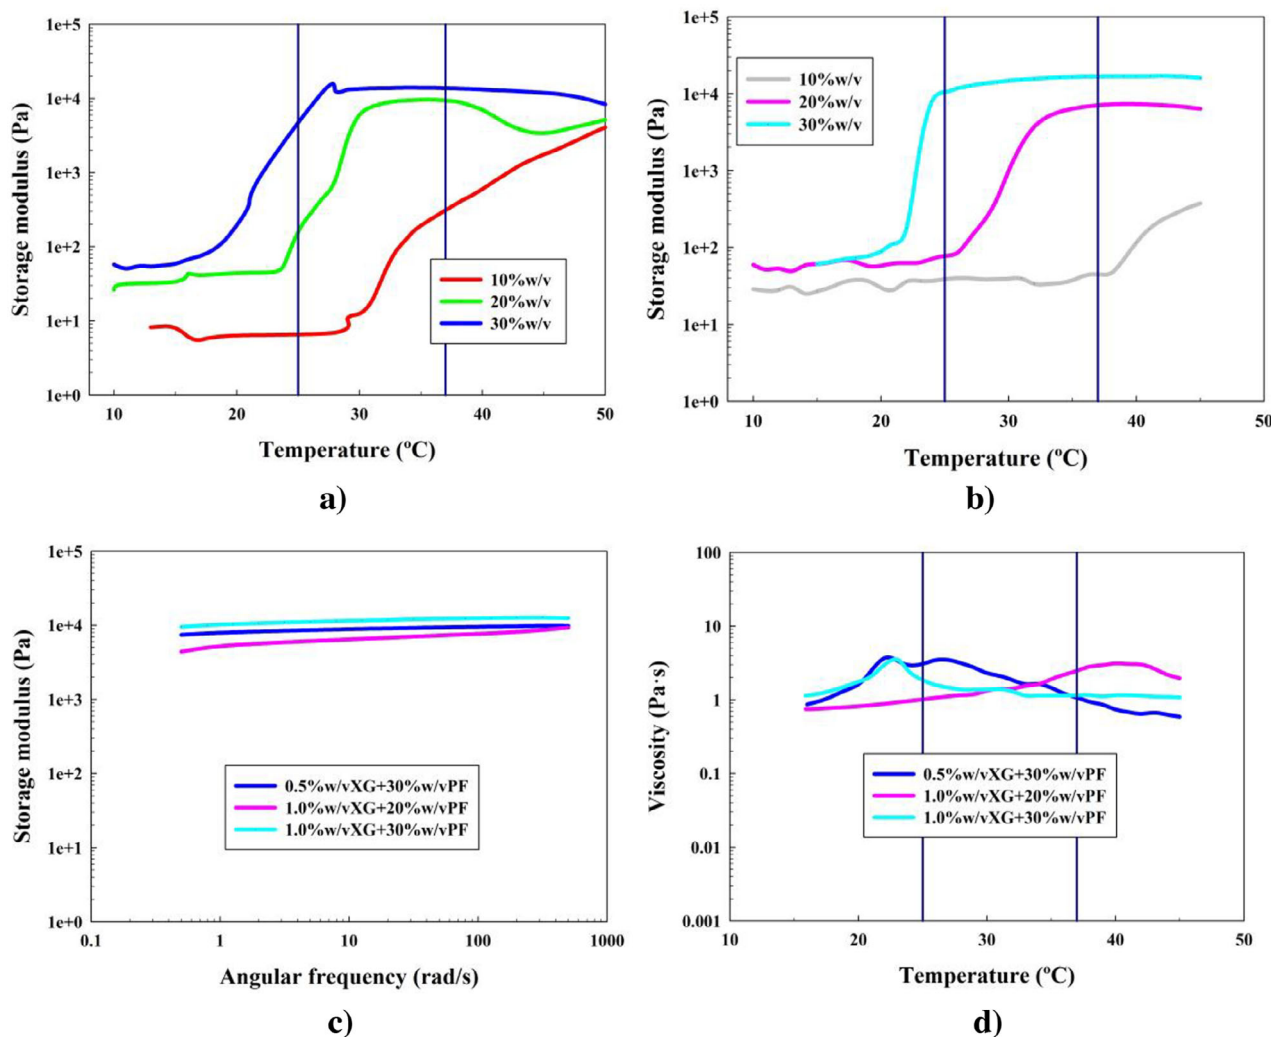 1e+5
1e+4
1e+3
1e+2
1e+1
1e+0
Storage modulus (Pa)
10%w/v
20%w/v
30%w/v
10
20
30
40
50
Temperature (ºC)
a)
1e+5
1e+4
1e+3
1e+2
1e+1
1e+0
Storage modulus (Pa)
10%w/v
20%w/v
30%w/v
10
20
30
40
50
Temperature (ºC)
b)
1e+5
1e+4
1e+3
1e+2
1e+1
1e+0
Storage modulus (Pa)
0.5%w/vXG+30%w/vPF
1.0%w/vXG+20%w/vPF
1.0%w/vXG+30%w/vPF
0.1
1
10
100
1000
Angular frequency (rad/s)
c)
100
10
1
0.1
0.01
0.001
Viscosity (Pa·s)
0.5%w/vXG+30%w/vPF
1.0%w/vXG+20%w/vPF
1.0%w/vXG+30%w/vPF
10
20
30
40
50
Temperature (ºC)
d)